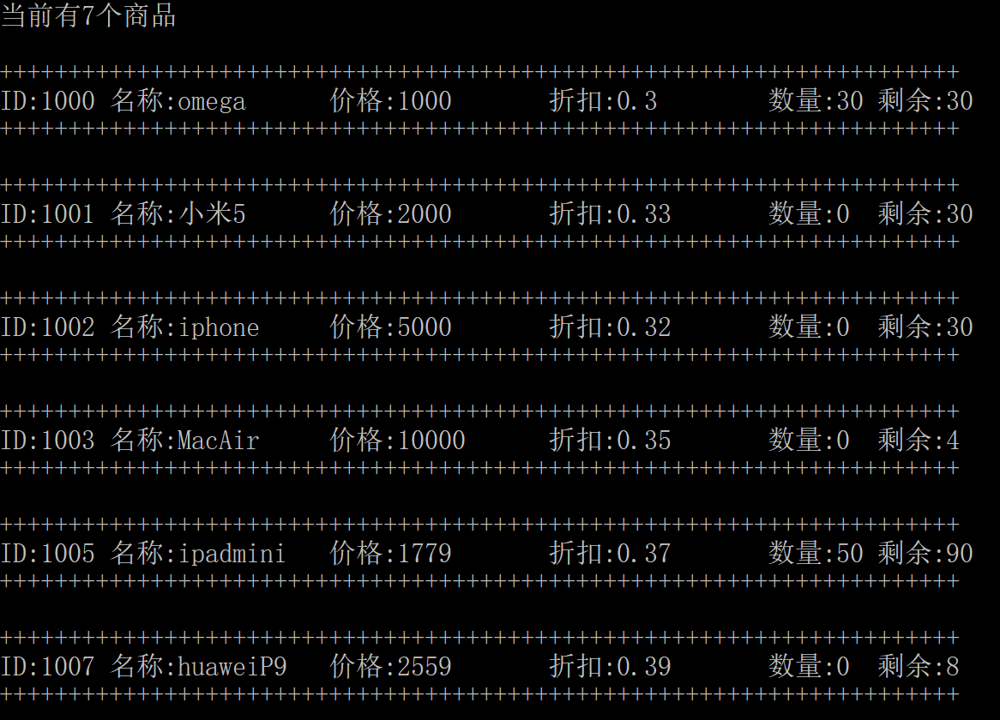 当前有7个商品
++++++++++++++++++++++++++++++++++++++++++++++++++++++++++++++++++++++
ID:1000 名称:omega 价格:1000 折扣:0.3 数量:30 剩余:30
++++++++++++++++++++++++++++++++++++++++++++++++++++++++++++++++++++++
++++++++++++++++++++++++++++++++++++++++++++++++++++++++++++++++++++++
ID:1001 名称:小米5 价格:2000 折扣:0.33 数量:0 剩余:30
++++++++++++++++++++++++++++++++++++++++++++++++++++++++++++++++++++++
++++++++++++++++++++++++++++++++++++++++++++++++++++++++++++++++++++++
ID:1002 名称:iphone 价格:5000 折扣:0.32 数量:0 剩余:30
++++++++++++++++++++++++++++++++++++++++++++++++++++++++++++++++++++++
++++++++++++++++++++++++++++++++++++++++++++++++++++++++++++++++++++++
ID:1003 名称:MacAir 价格:10000 折扣:0.35 数量:0 剩余:4
++++++++++++++++++++++++++++++++++++++++++++++++++++++++++++++++++++++
++++++++++++++++++++++++++++++++++++++++++++++++++++++++++++++++++++++
ID:1005 名称:ipadmini 价格:1779 折扣:0.37 数量:50 剩余:90
++++++++++++++++++++++++++++++++++++++++++++++++++++++++++++++++++++++
++++++++++++++++++++++++++++++++++++++++++++++++++++++++++++++++++++++
ID:1007 名称:huaweiP9 价格:2559 折扣:0.39 数量:0 剩余:8
++++++++++++++++++++++++++++++++++++++++++++++++++++++++++++++++++++++